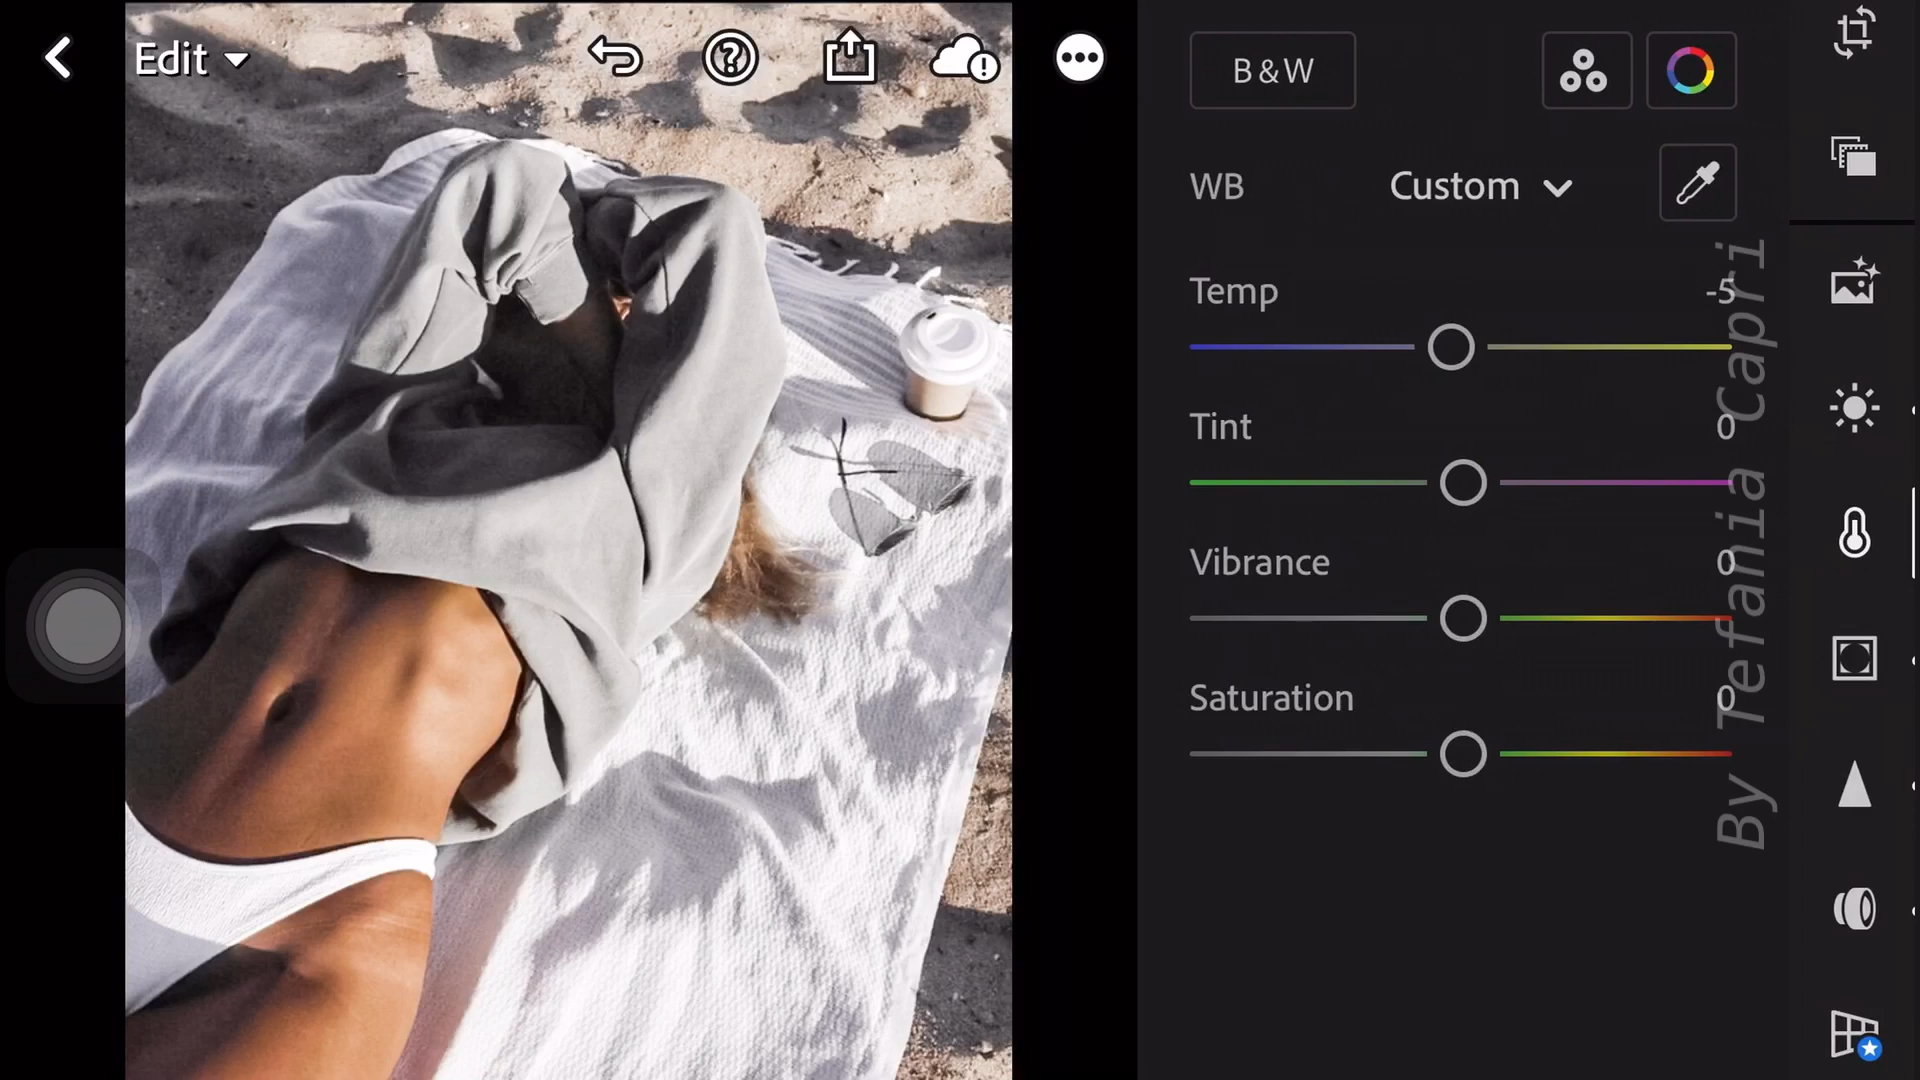 Edit
B&W
WB
Custom
Temp
-5
Tint
0
Vibrance
0
Saturation
0
By Tefania Capri